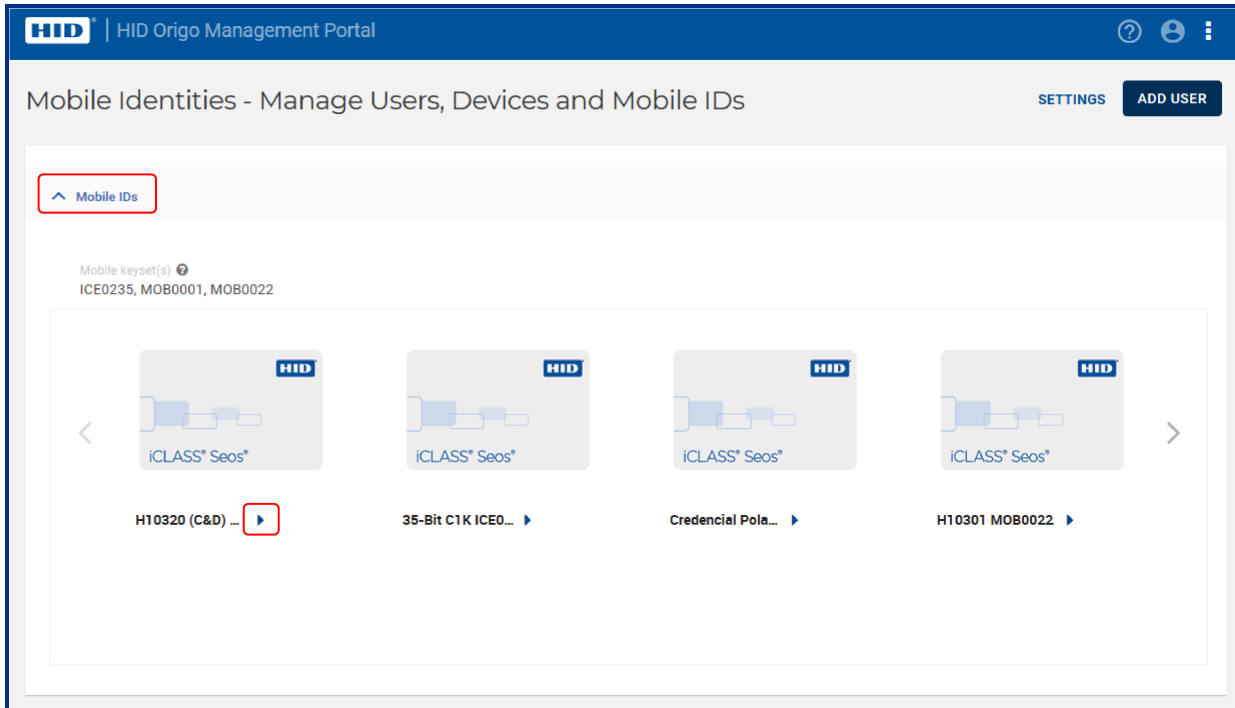 HID® | HID Origo Management Portal
Mobile Identities - Manage Users, Devices and Mobile IDs
SETTINGS
ADD USER
Mobile IDs
Mobile keyset(s)
ICE0235, MOB0001, MOB0022
HID®
HID®
HID®
HID®
iCLASS® Seos®
iCLASS® Seos®
iCLASS® Seos®
iCLASS® Seos®
H10320 (C&D) ...
35-Bit C1K ICE0...
Credencial Pola...
H10301 MOB0022